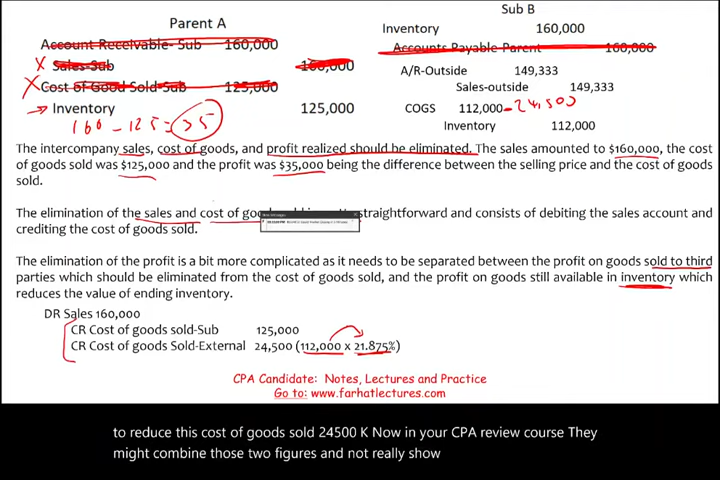 Parent A
Sub B
Account Receivable- Sub 160,000
Inventory 160,000
Accounts Payable-Parent 160,000
X Sales-Sub 160,000
A/R-Outside 149,333
Sales-outside 149,333
X Cost of Good Sold Sub 125,000
Inventory 125,000
COGS 112,000 - 24,500
Inventory 112,000
160 - 125 = 35
The intercompany sales, cost of goods, and profit realized should be eliminated. The sales amounted to $160,000, the cost
of goods sold was $125,000 and the profit was $35,000 being the difference between the selling price and the cost of goods
sold.
The elimination of the sales and cost of goo straightforward and consists of debiting the sales account and
crediting the cost of goods sold.
The elimination of the profit is a bit more complicated as it needs to be separated between the profit on goods sold to third
parties which should be eliminated from the cost of goods sold, and the profit on goods still available in inventory which
reduces the value of ending inventory.
DR Sales 160,000
CR Cost of goods sold-Sub 125,000
CR Cost of goods Sold-External 24,500 (112,000 x 21.875%)
CPA Candidate: Notes, Lectures and Practice
Go to: www.farhatlectures.com
to reduce this cost of goods sold 24500 K Now in your CPA review course They
might combine those two figures and not really show